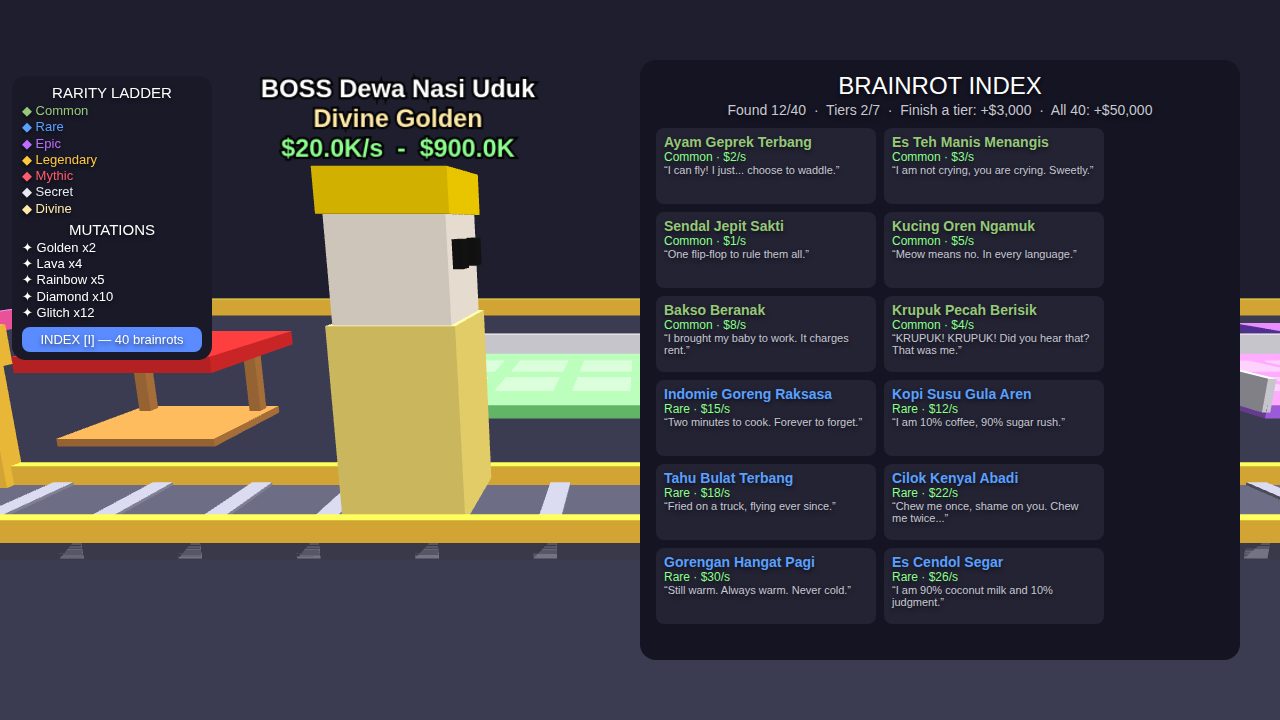 RARITY LADDER
◆ Common
◆ Rare
◆ Epic
◆ Legendary
◆ Mythic
◆ Secret
◆ Divine
MUTATIONS
✦ Golden x2
✦ Lava x4
✦ Rainbow x5
✦ Diamond x10
✦ Glitch x12
INDEX [I] — 40 brainrots
BOSS Dewa Nasi Uduk
Divine Golden
$20.0K/s - $900.0K
BRAINROT INDEX
Found 12/40 · Tiers 2/7 · Finish a tier: +$3,000 · All 40: +$50,000
Ayam Geprek Terbang
Common · $2/s
“I can fly! I just... choose to waddle.”
Es Teh Manis Menangis
Common · $3/s
“I am not crying, you are crying. Sweetly.”
Sendal Jepit Sakti
Common · $1/s
“One flip-flop to rule them all.”
Kucing Oren Ngamuk
Common · $5/s
“Meow means no. In every language.”
Bakso Beranak
Common · $8/s
“I brought my baby to work. It charges
rent.”
Krupuk Pecah Berisik
Common · $4/s
“KRUPUK! KRUPUK! Did you hear that?
That was me.”
Indomie Goreng Raksasa
Rare · $15/s
“Two minutes to cook. Forever to forget.”
Kopi Susu Gula Aren
Rare · $12/s
“I am 10% coffee, 90% sugar rush.”
Tahu Bulat Terbang
Rare · $18/s
“Fried on a truck, flying ever since.”
Cilok Kenyal Abadi
Rare · $22/s
“Chew me once, shame on you. Chew
me twice...”
Gorengan Hangat Pagi
Rare · $30/s
“Still warm. Always warm. Never cold.”
Es Cendol Segar
Rare · $26/s
“I am 90% coconut milk and 10%
judgment.”